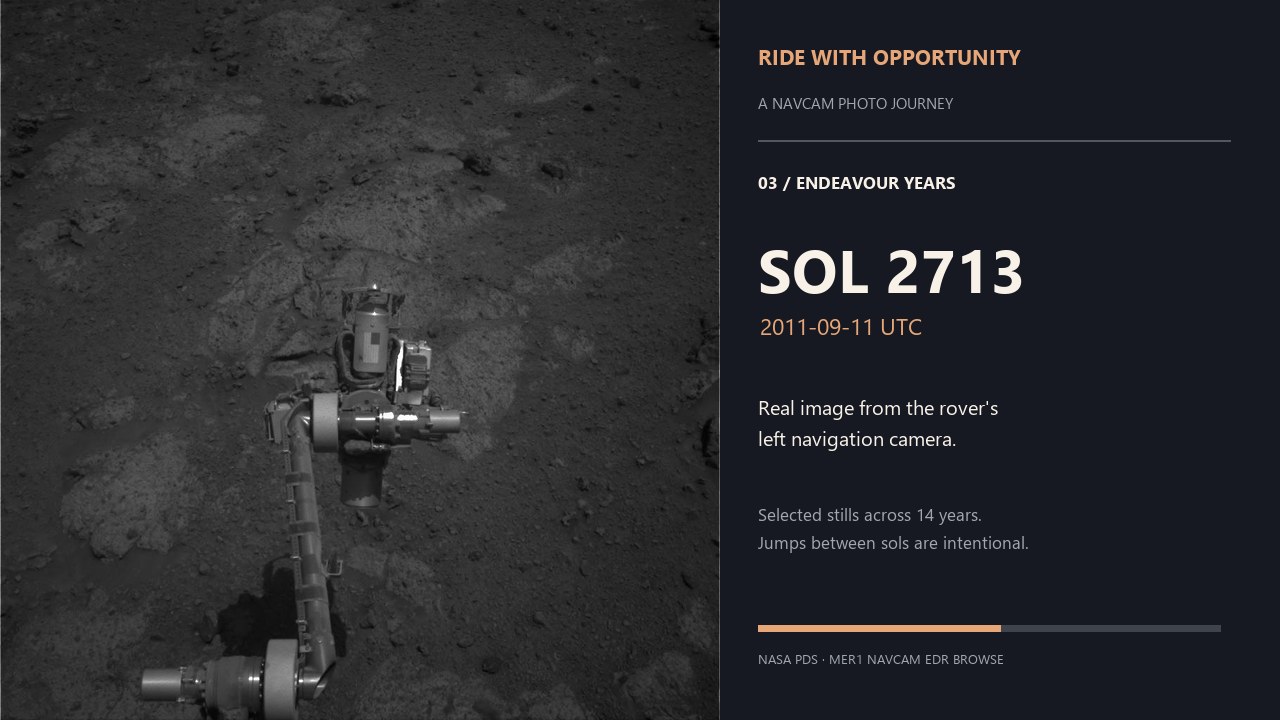 RIDE WITH OPPORTUNITY
A NAVCAM PHOTO JOURNEY
03 / ENDEAVOUR YEARS
SOL 2713
2011-09-11 UTC
Real image from the rover's
left navigation camera.
Selected stills across 14 years.
Jumps between sols are intentional.
NASA PDS · MER1 NAVCAM EDR BROWSE